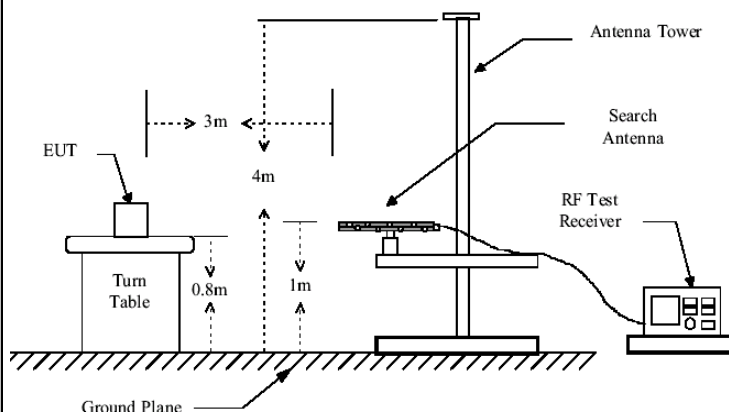 Antenna Tower
3m
Search
Antenna
EUT
4m
RF Test
Receiver
Turn
Table
0.8m
1m
Ground Plane